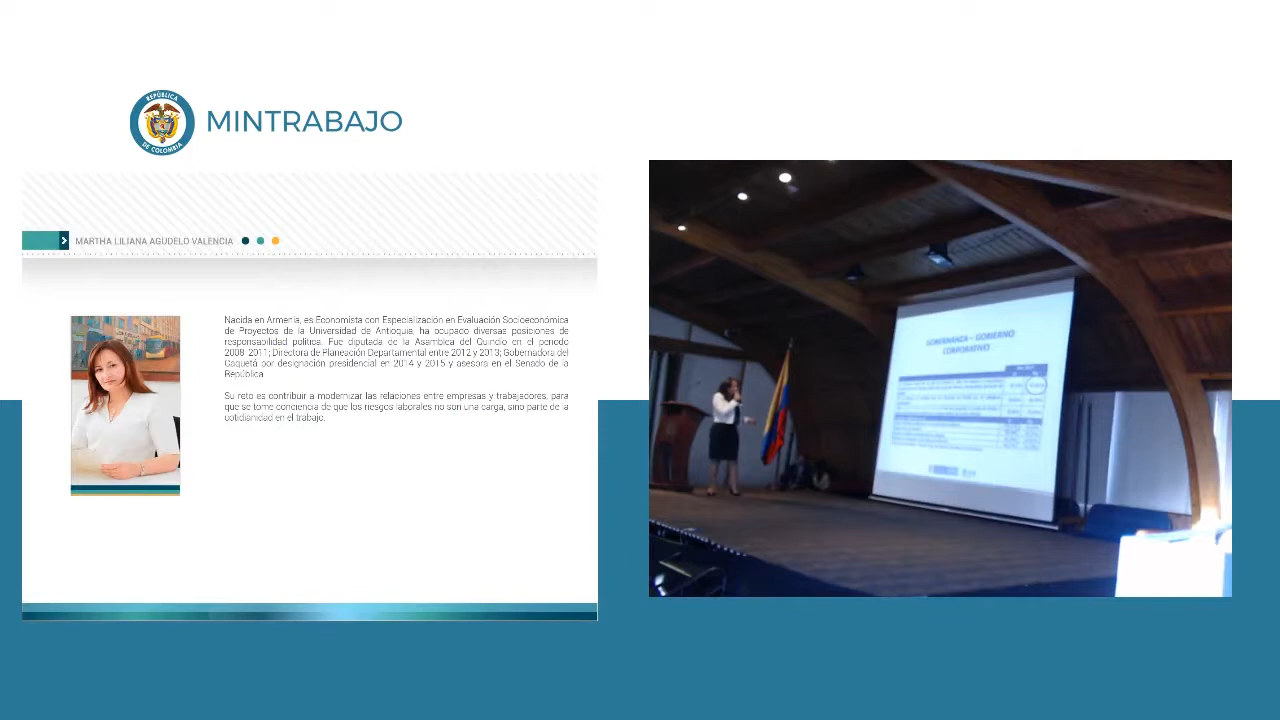 REPÚBLICA
DE COLOMBIA
MINTRABAJO
MARTHA LILIANA AGUDELO VALENCIA
Nacida en Armenia, es Economista con Especialización en Evaluación Socioeconómica
de Proyectos de la Universidad de Antioquia, ha ocupado diversas posiciones de
responsabilidad pública. Fue diputada de la Asamblea del Quindío en el periodo
2008-2011; Directora de Planeación Departamental entre 2012 y 2013; Gobernadora del
Caquetá por designación presidencial en 2014 y 2015 y asesora en el Senado de la
República.
Su reto es contribuir a modernizar las relaciones entre empresas y trabajadores, para
que se tome conciencia de que los riesgos laborales no son una carga, sino parte de la
cotidianidad en el trabajo.
GOBERNANZA – GOBIERNO
CORPORATIVO